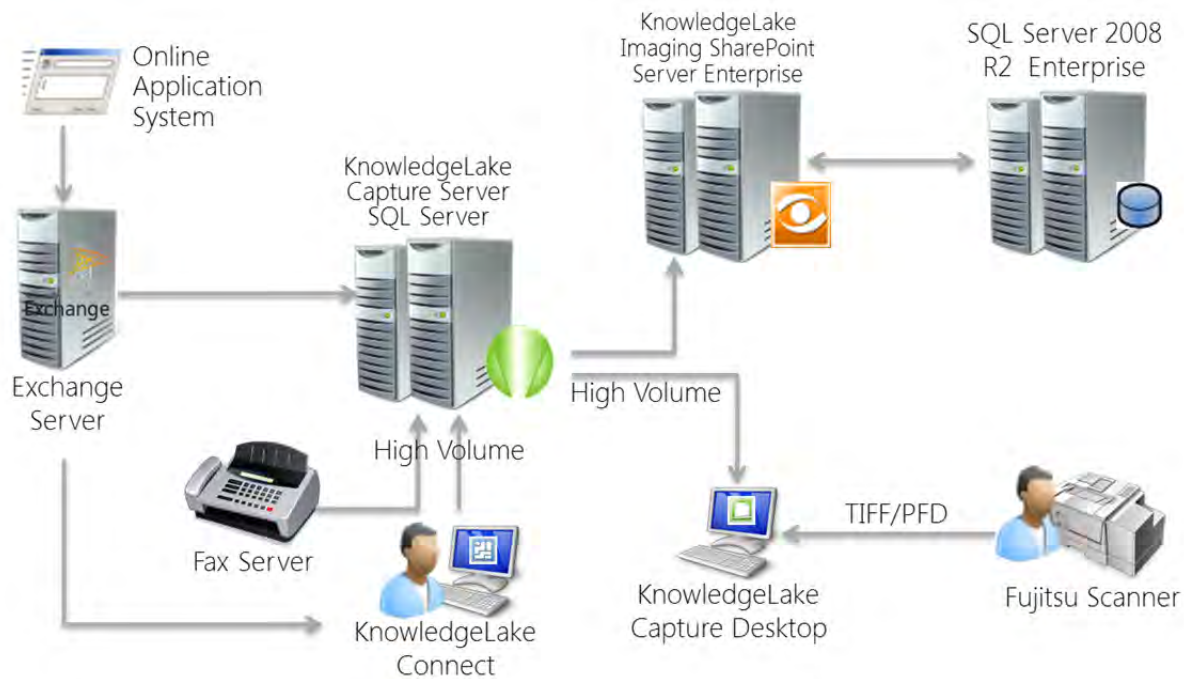 Online
Application
System
KnowledgeLake
Imaging SharePoint
Server Enterprise
SQL Server 2008
R2 Enterprise
KnowledgeLake
Capture Server
SQL Server
Exchange
Exchange
Server
High Volume
High Volume
Fax Server
KnowledgeLake
Connect
KnowledgeLake
Capture Desktop
TIFF/PFD
Fujitsu Scanner